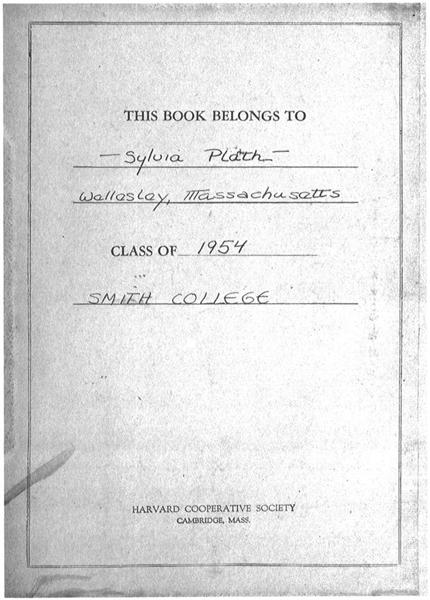 THIS BOOK BELONGS TO
—Sylvia Plath—
Wellesley, Massachusetts
CLASS OF 1954
SMITH COLLEGE
HARVARD COOPERATIVE SOCIETY
CAMBRIDGE, MASS.